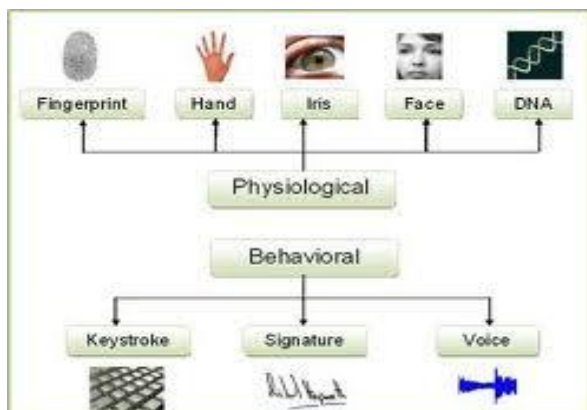 Fingerprint Hand Iris Face DNA
Physiological
Behavioral
Keystroke Signature Voice